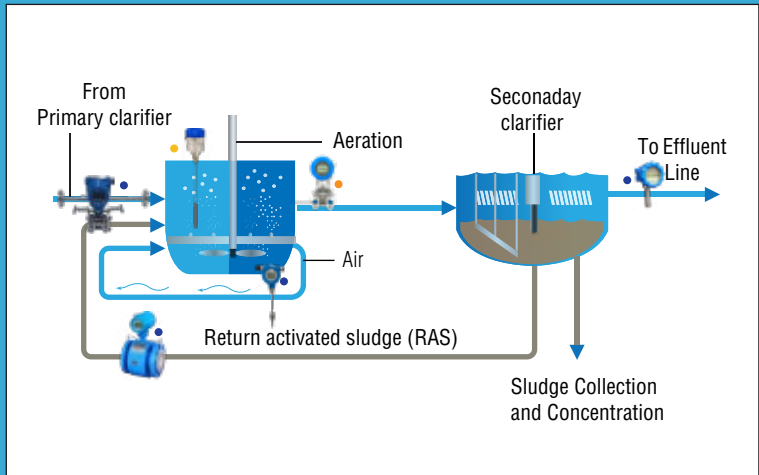 From
Primary clarifier
Aeration
Seconaday
clarifier
To Effluent
Line
Air
Return activated sludge (RAS)
Sludge Collection
and Concentration